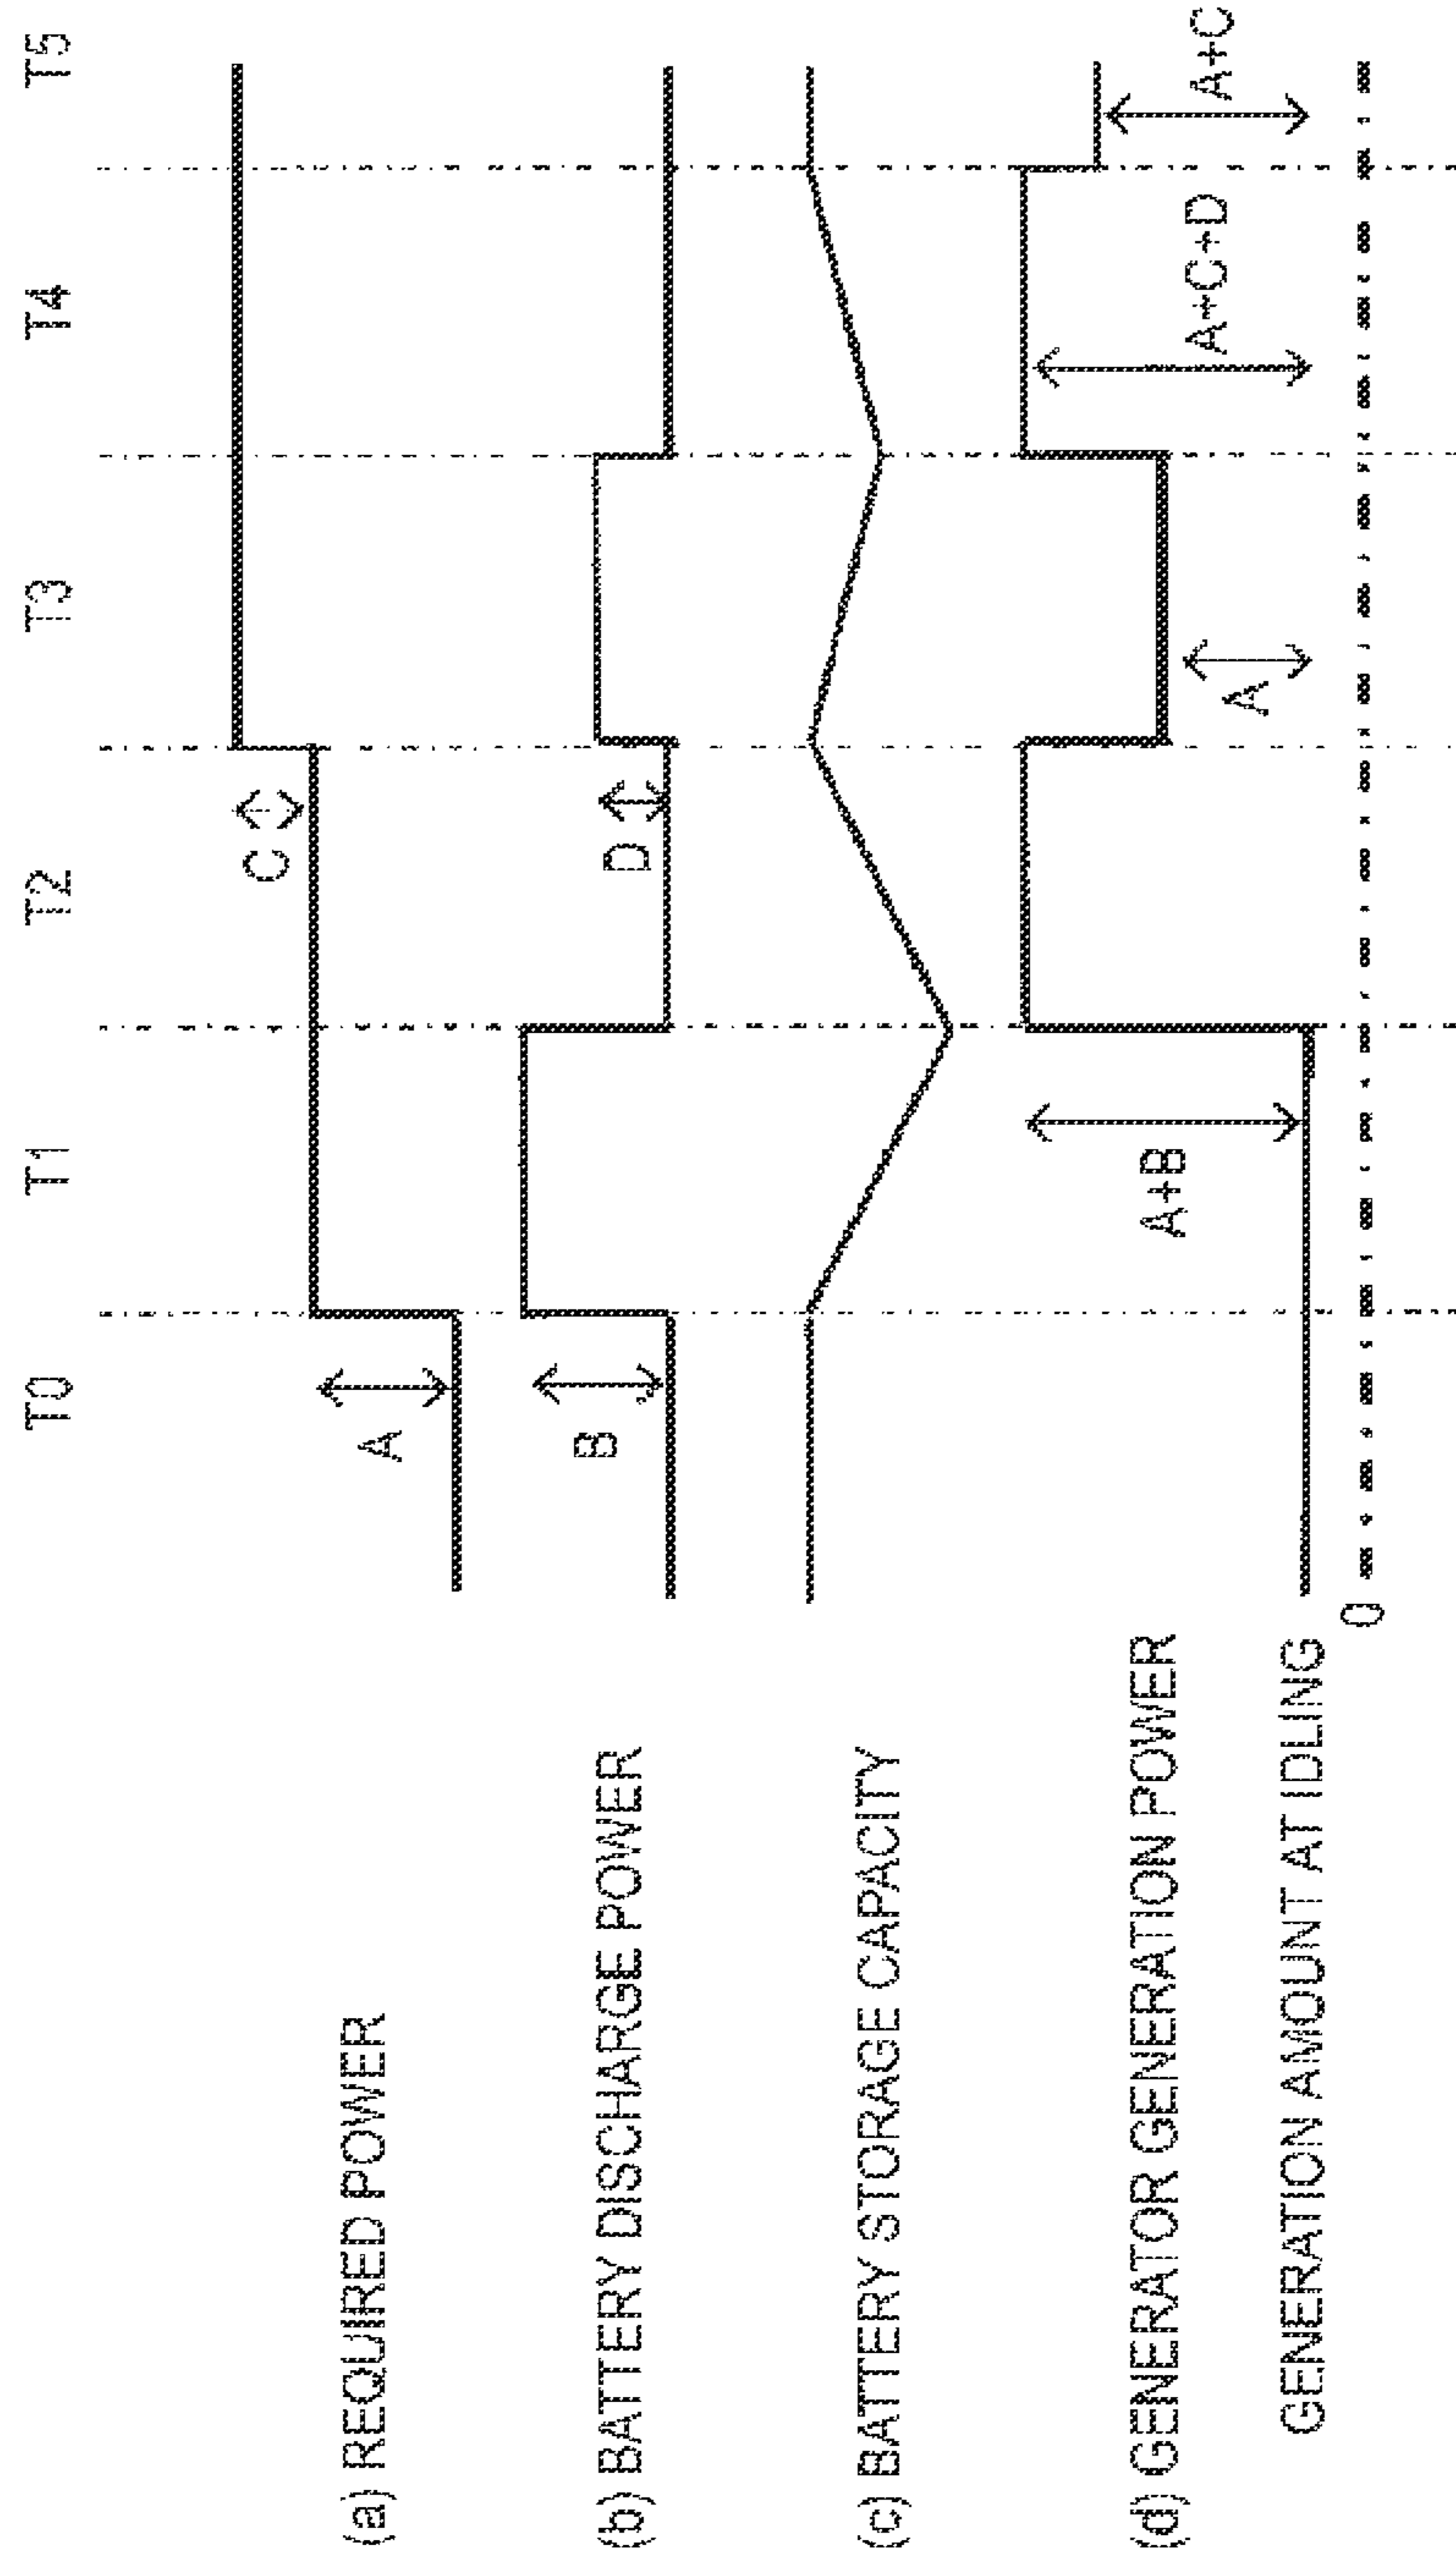 T0 T1 T2 T3 T4 T5
(a) REQUIRED POWER
A
C
(b) BATTERY DISCHARGE POWER
B
D
(c) BATTERY STORAGE CAPACITY
(d) GENERATOR GENERATION POWER
A+B
A
A+C+D
A+C
GENERATION AMOUNT AT IDLING
0